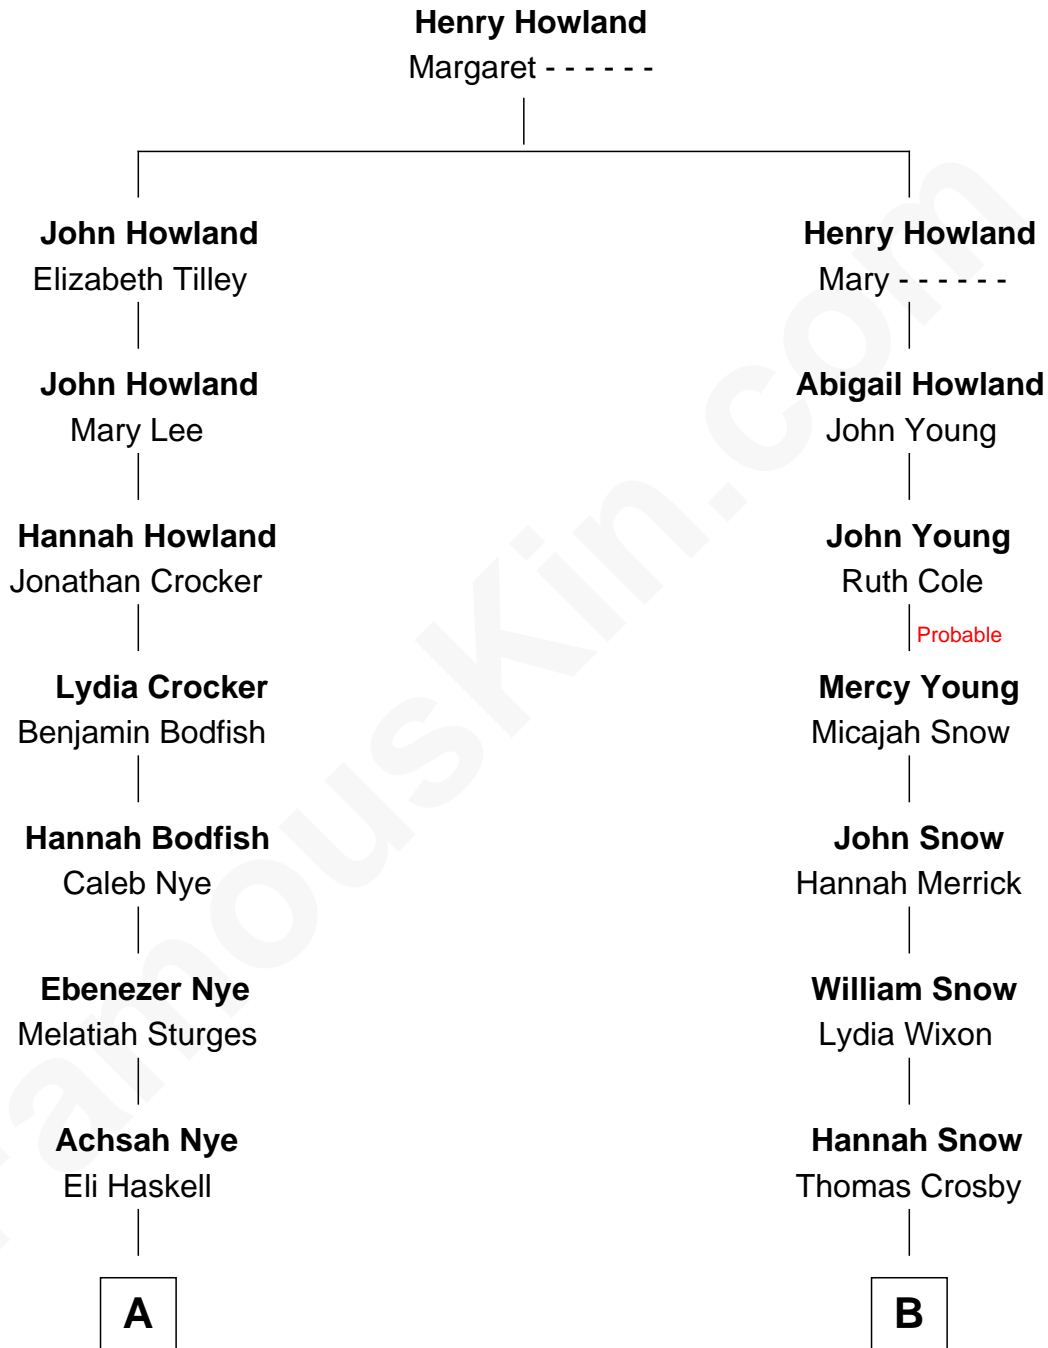 Henry Howland
Margaret - - - - - -
John Howland
Elizabeth Tilley
Henry Howland
Mary - - - - - -
John Howland
Mary Lee
Abigail Howland
John Young
Hannah Howland
Jonathan Crocker
John Young
Ruth Cole
Probable
Lydia Crocker
Benjamin Bodfish
Mercy Young
Micajah Snow
Hannah Bodfish
Caleb Nye
John Snow
Hannah Merrick
Ebenezer Nye
Melatiah Sturges
William Snow
Lydia Wixon
Achsah Nye
Eli Haskell
Hannah Snow
Thomas Crosby
A
B
FamousKin.com